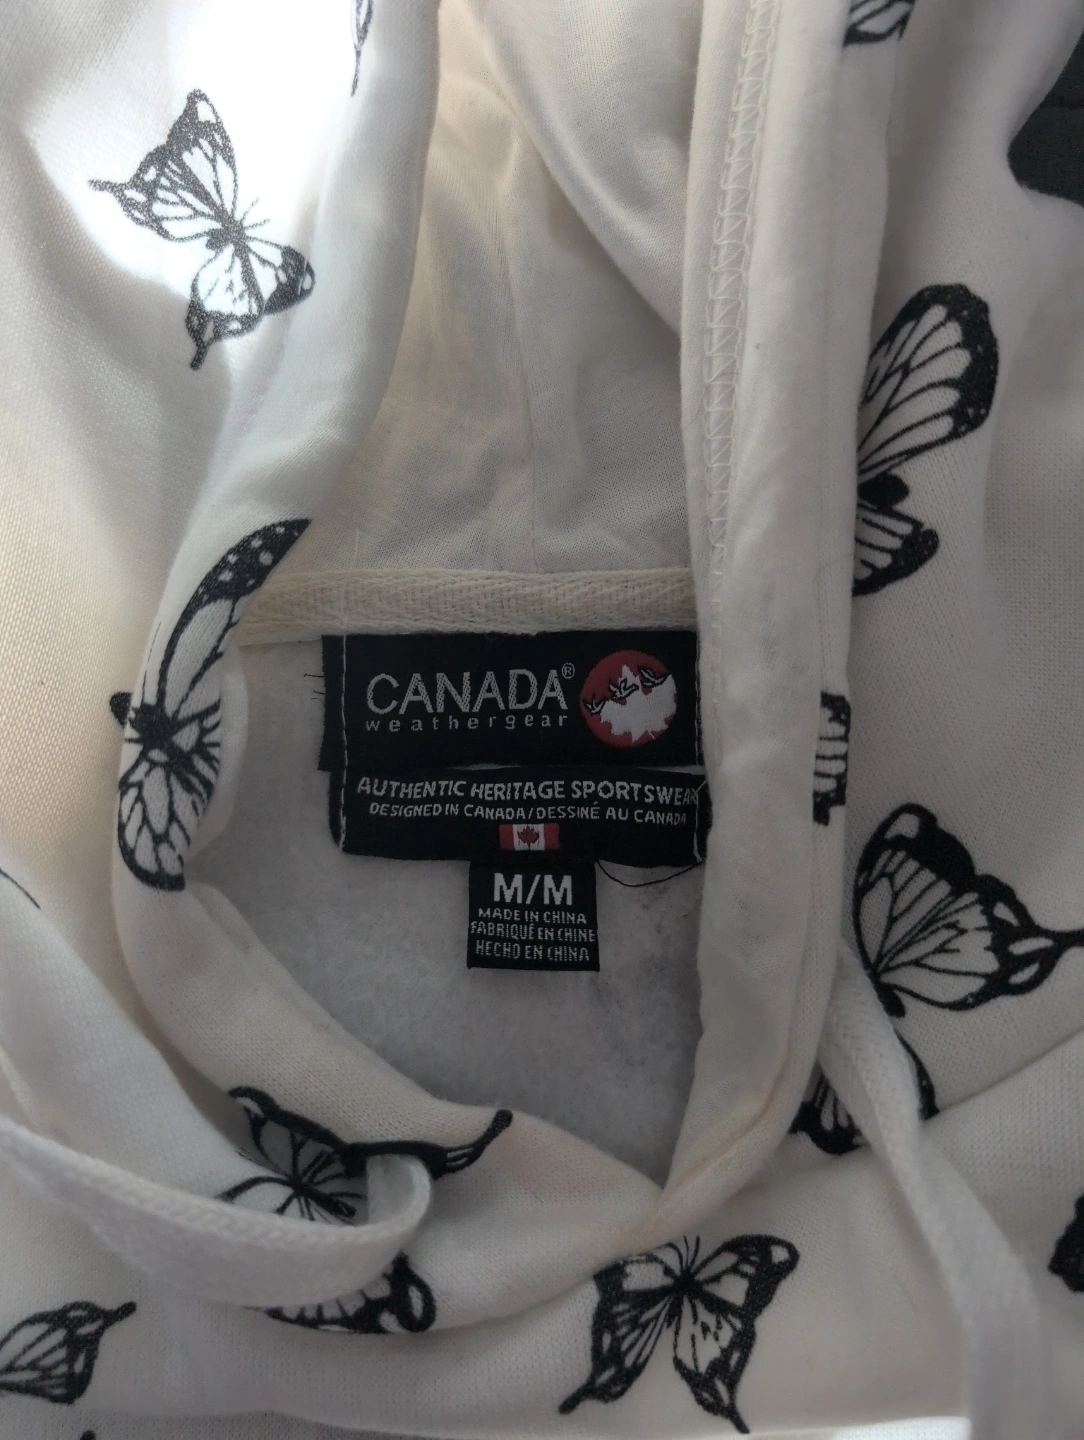 CANADA®
weathergear
AUTHENTIC HERITAGE SPORTSWEAR
DESIGNED IN CANADA/DESSINÉ AU CANADA
M/M
MADE IN CHINA
FABRIQUÉ EN CHINE
HECHO EN CHINA